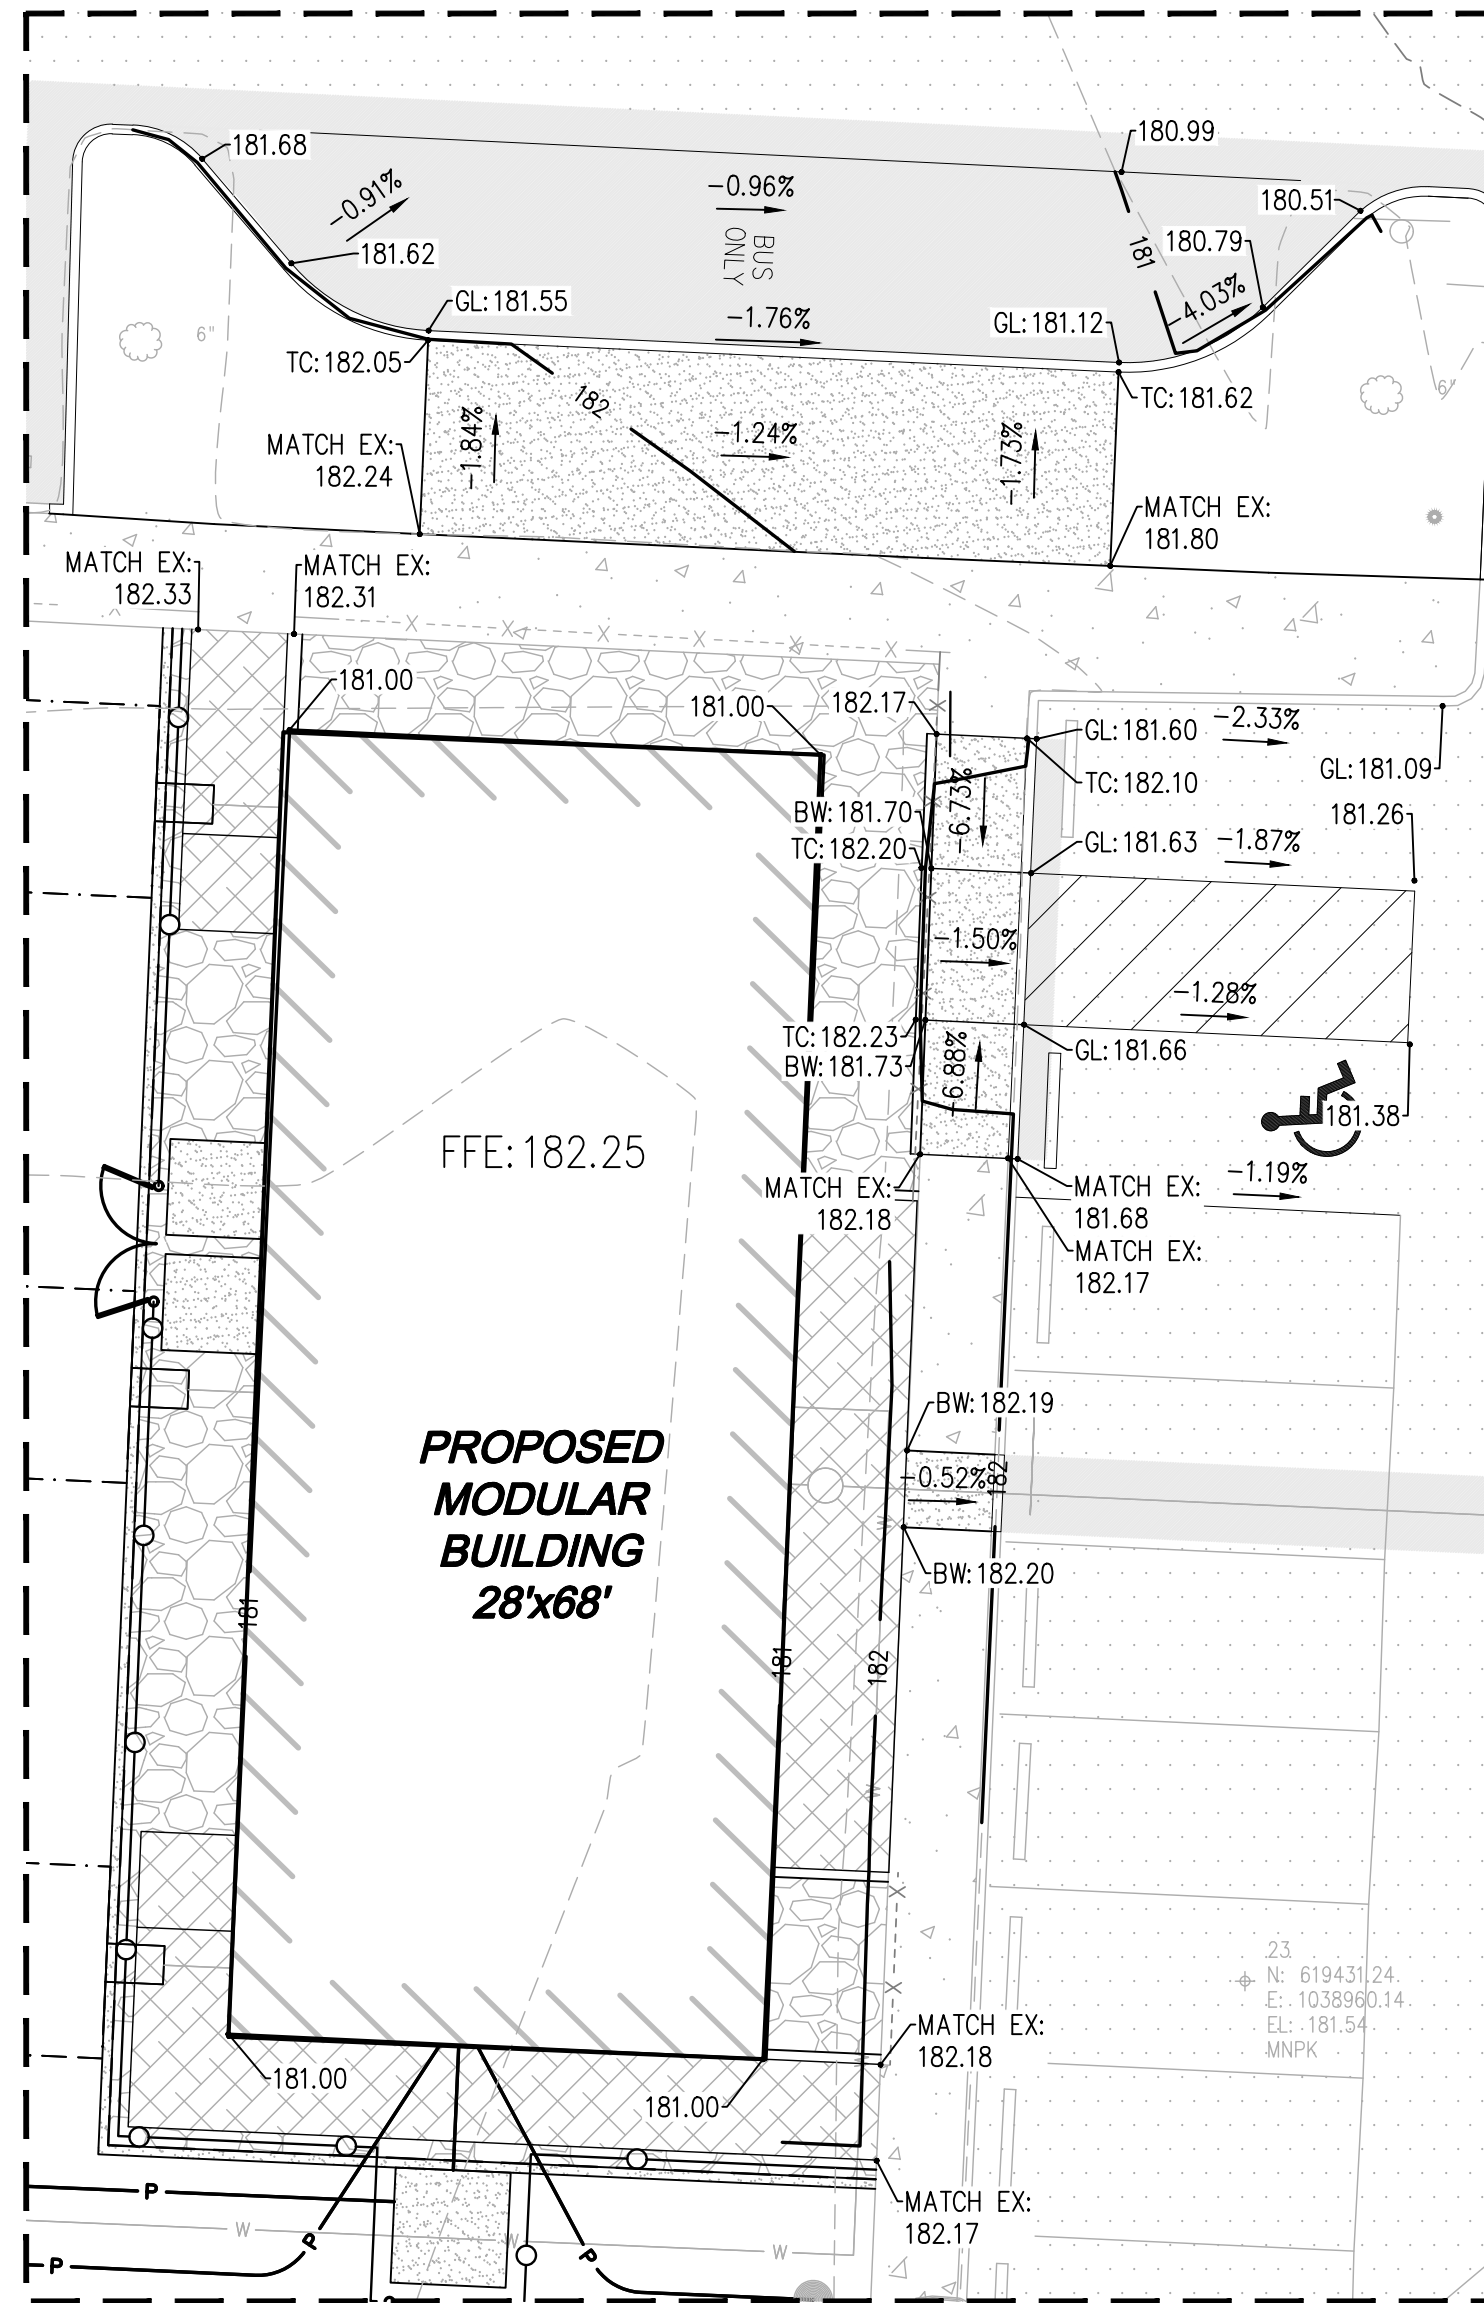 180.99
181.68
-0.91%
-0.96%
180.51
181.62
BUS
ONLY
181
180.79
-4.03%
GL:181.55
-1.76%
GL:181.12
6"
TC:182.05
182
TC:181.62
6"
-1.84%
-1.24%
-1.73%
MATCH EX:
182.24
MATCH EX:
181.80
MATCH EX:
182.33
MATCH EX:
182.31
X X X X X X
181.00
181.00
182.17
X
GL:181.60
-2.33%
GL:181.09
TC:182.10
-6.73%
BW:181.70
TC:182.20
181.26
GL:181.63
-1.87%
-1.50%
-1.28%
TC:182.23
BW:181.73
-6.88%
GL:181.66
181.38
FFE:182.25
-1.19%
MATCH EX:
182.18
MATCH EX:
181.68
MATCH EX:
182.17
BW:182.19
-0.52%
182
BW:182.20
PROPOSED
MODULAR
BUILDING
28'x68'
181
181
182
W
W
X
X
23
N: 619431.24
E: 1038960.14
EL: 181.54
MNPK
MATCH EX:
182.18
181.00
181.00
MATCH EX:
182.17
P
W
W
W
P
P
P